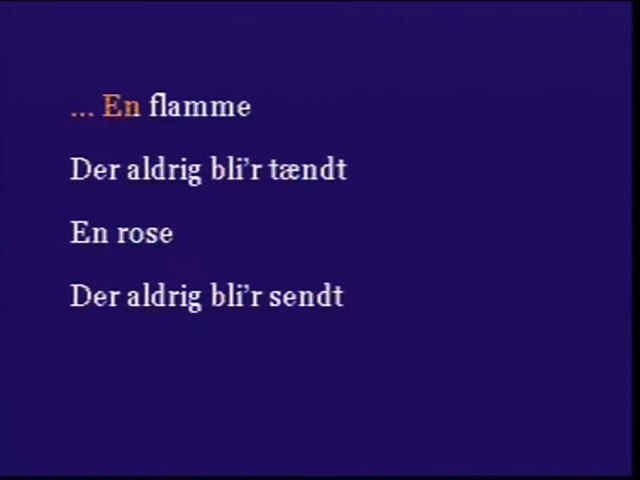 ... En flamme
Der aldrig bli’r tændt
En rose
Der aldrig bli’r sendt